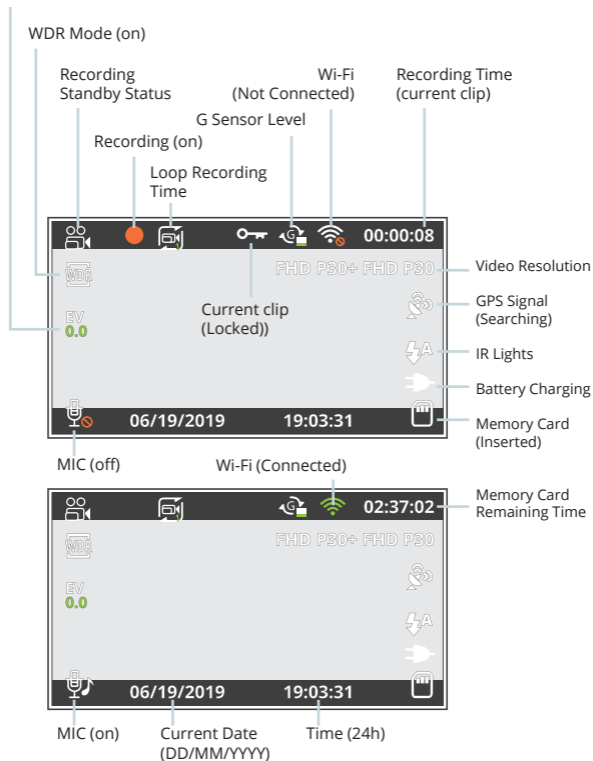 WDR Mode (on)
Recording
Standby Status
Wi-Fi
(Not Connected)
Recording Time
(current clip)
G Sensor Level
Recording (on)
Loop Recording
Time
G
00:00:08
WDR
FHD P30+ FHD P30
Video Resolution
GPS Signal
(Searching)
Current clip
(Locked))
EV
0.0
A
IR Lights
Battery Charging
06/19/2019
19:03:31
Memory Card
(Inserted)
MIC (off)
Wi-Fi (Connected)
G
02:37:02
Memory Card
Remaining Time
WDR
FHD P30+ FHD P30
EV
0.0
A
06/19/2019
19:03:31
MIC (on)
Current Date
(DD/MM/YYYY)
Time (24h)